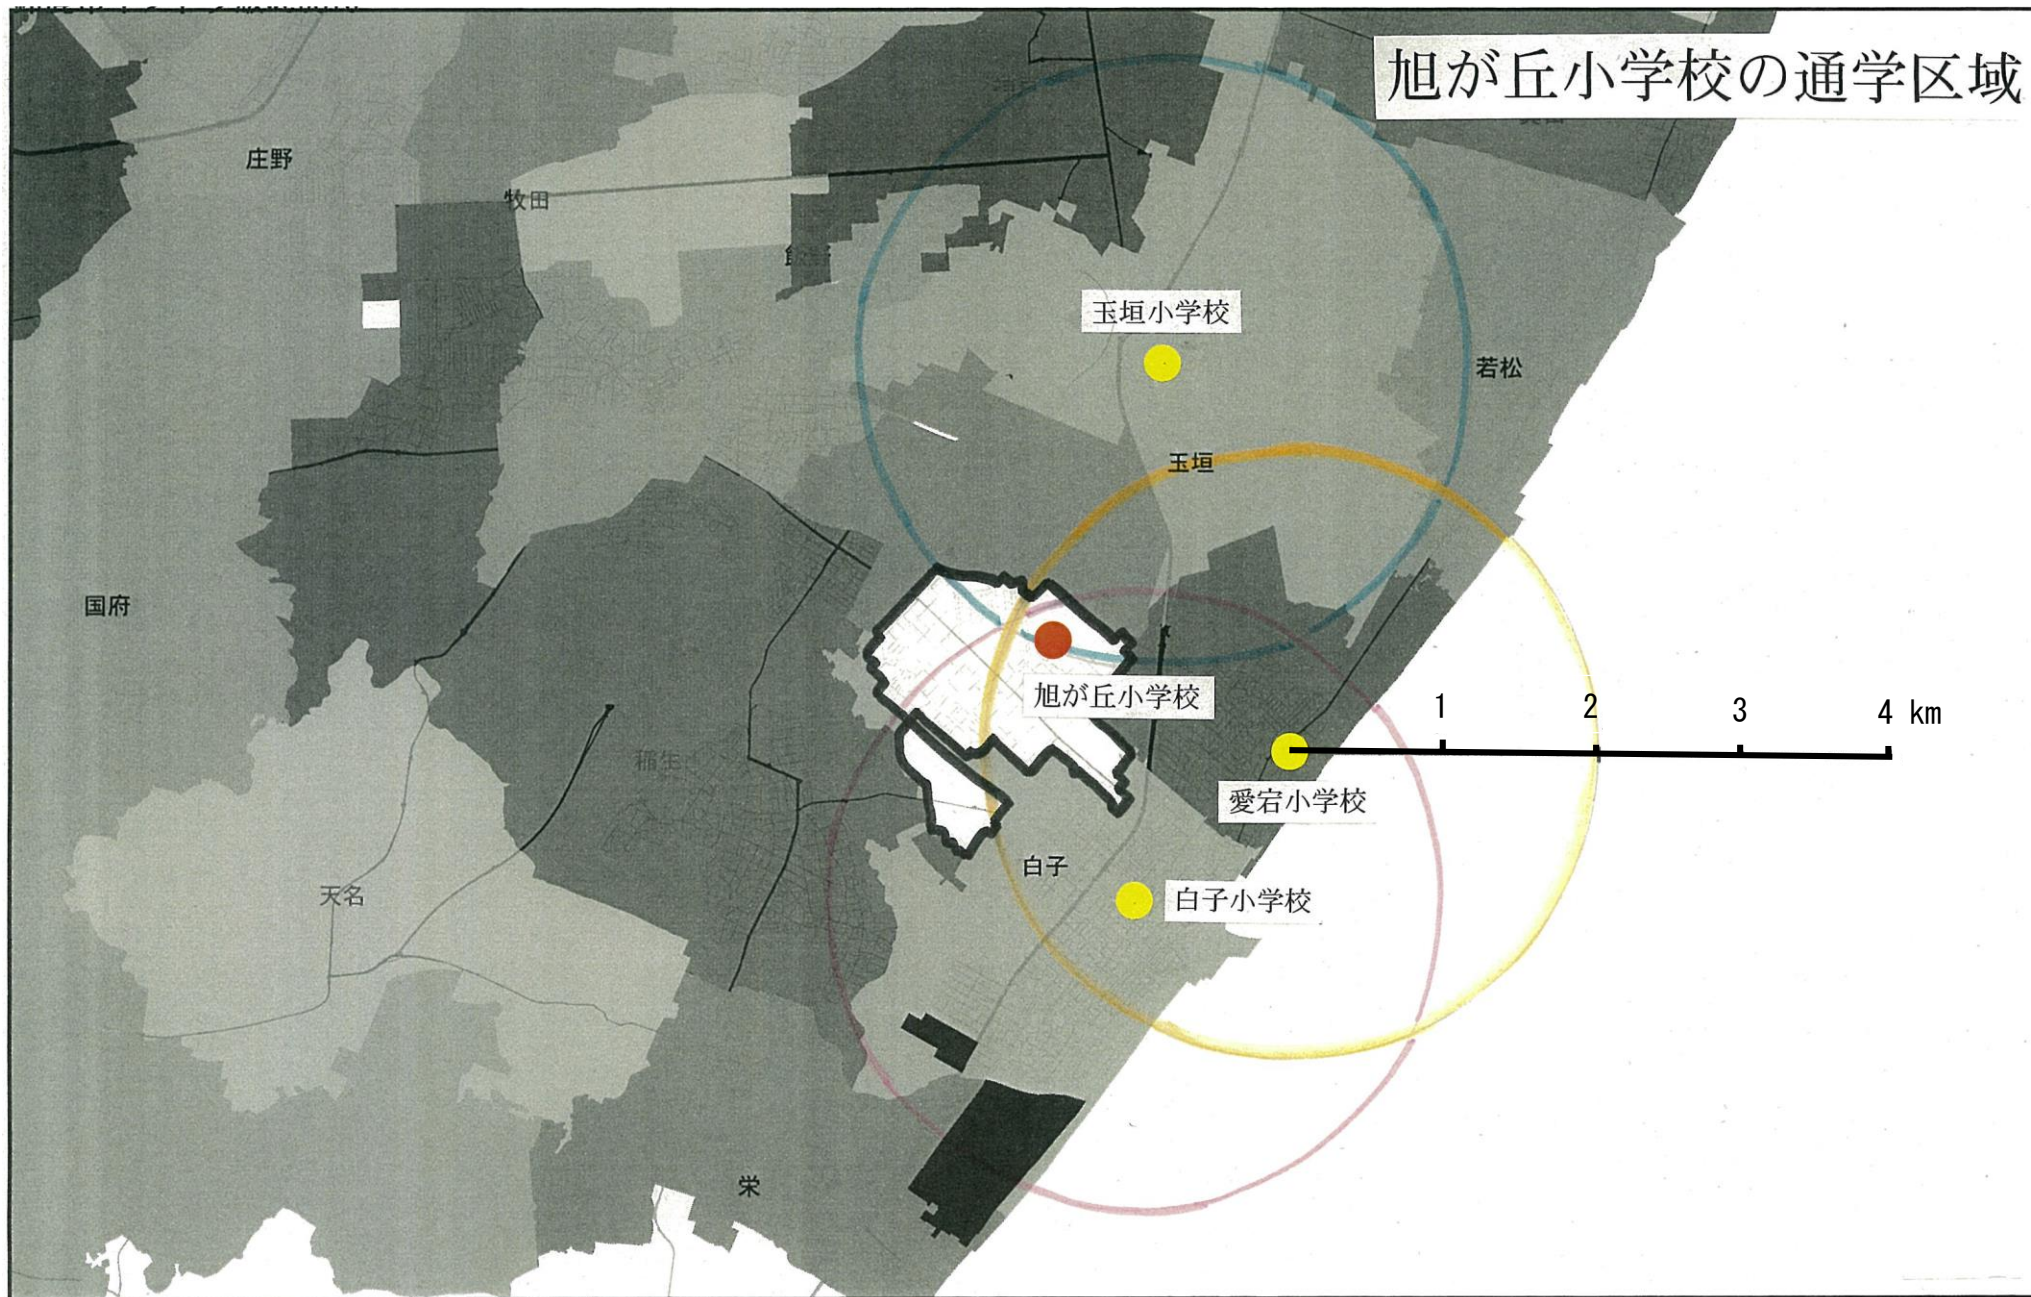 旭が丘小学校の通学区域
庄野
牧田
飯野
玉垣小学校
若松
玉垣
国府
旭が丘小学校
1 2 3 4 km
稲生
愛宕小学校
白子
天名
白子小学校
栄